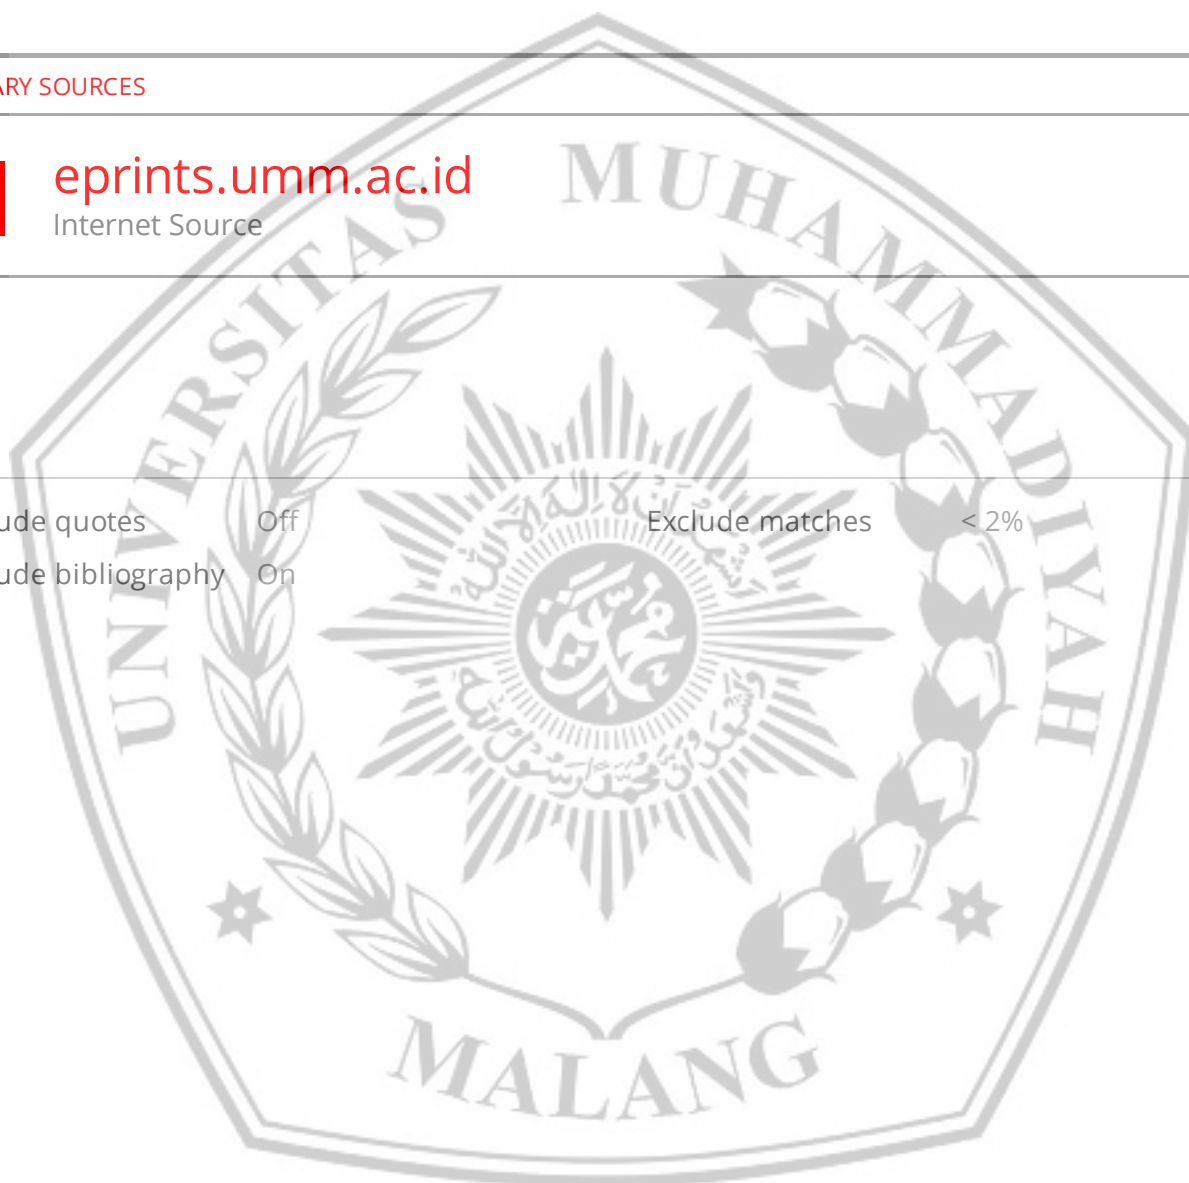 ARY SOURCES
eprints.umm.ac.id
Internet Source
UNIVERSITAS MUHAMMADIYAH
ude quotes Off Exclude matches < 2%
ude bibliography On
MALANG